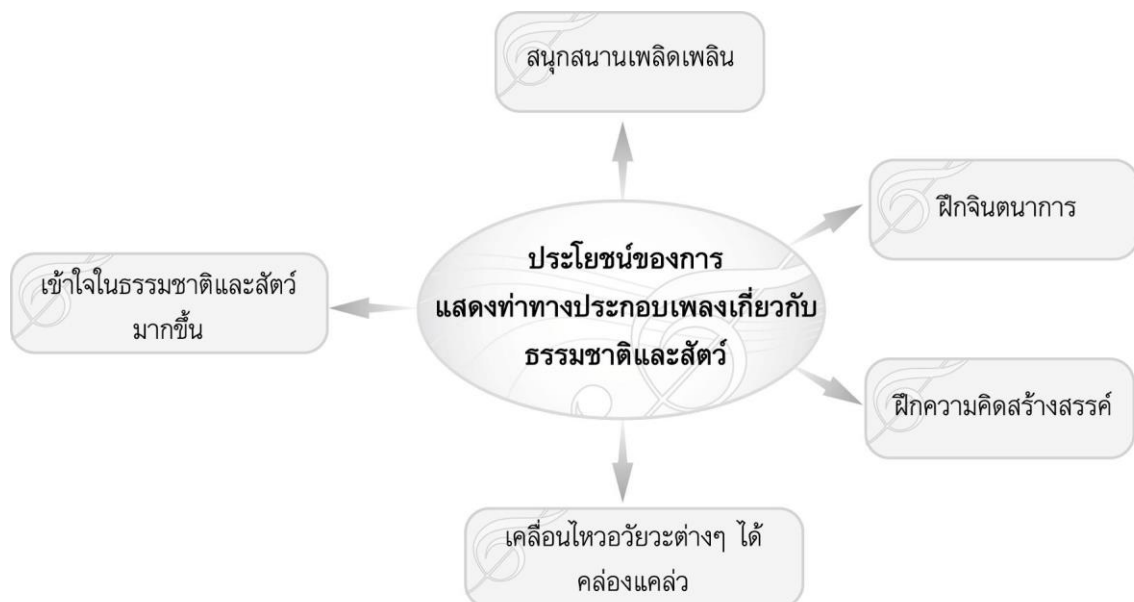 สนุกสนานเพลิดเพลิน
ฝึกจินตนาการ
ประโยชน์ของการ
แสดงท่าทางประกอบเพลงเกี่ยวกับ
ธรรมชาติและสัตว์
เข้าใจในธรรมชาติและสัตว์
มากขึ้น
ฝึกความคิดสร้างสรรค์
เคลื่อนไหวอวัยวะต่างๆ ได้
คล่องแคล่ว